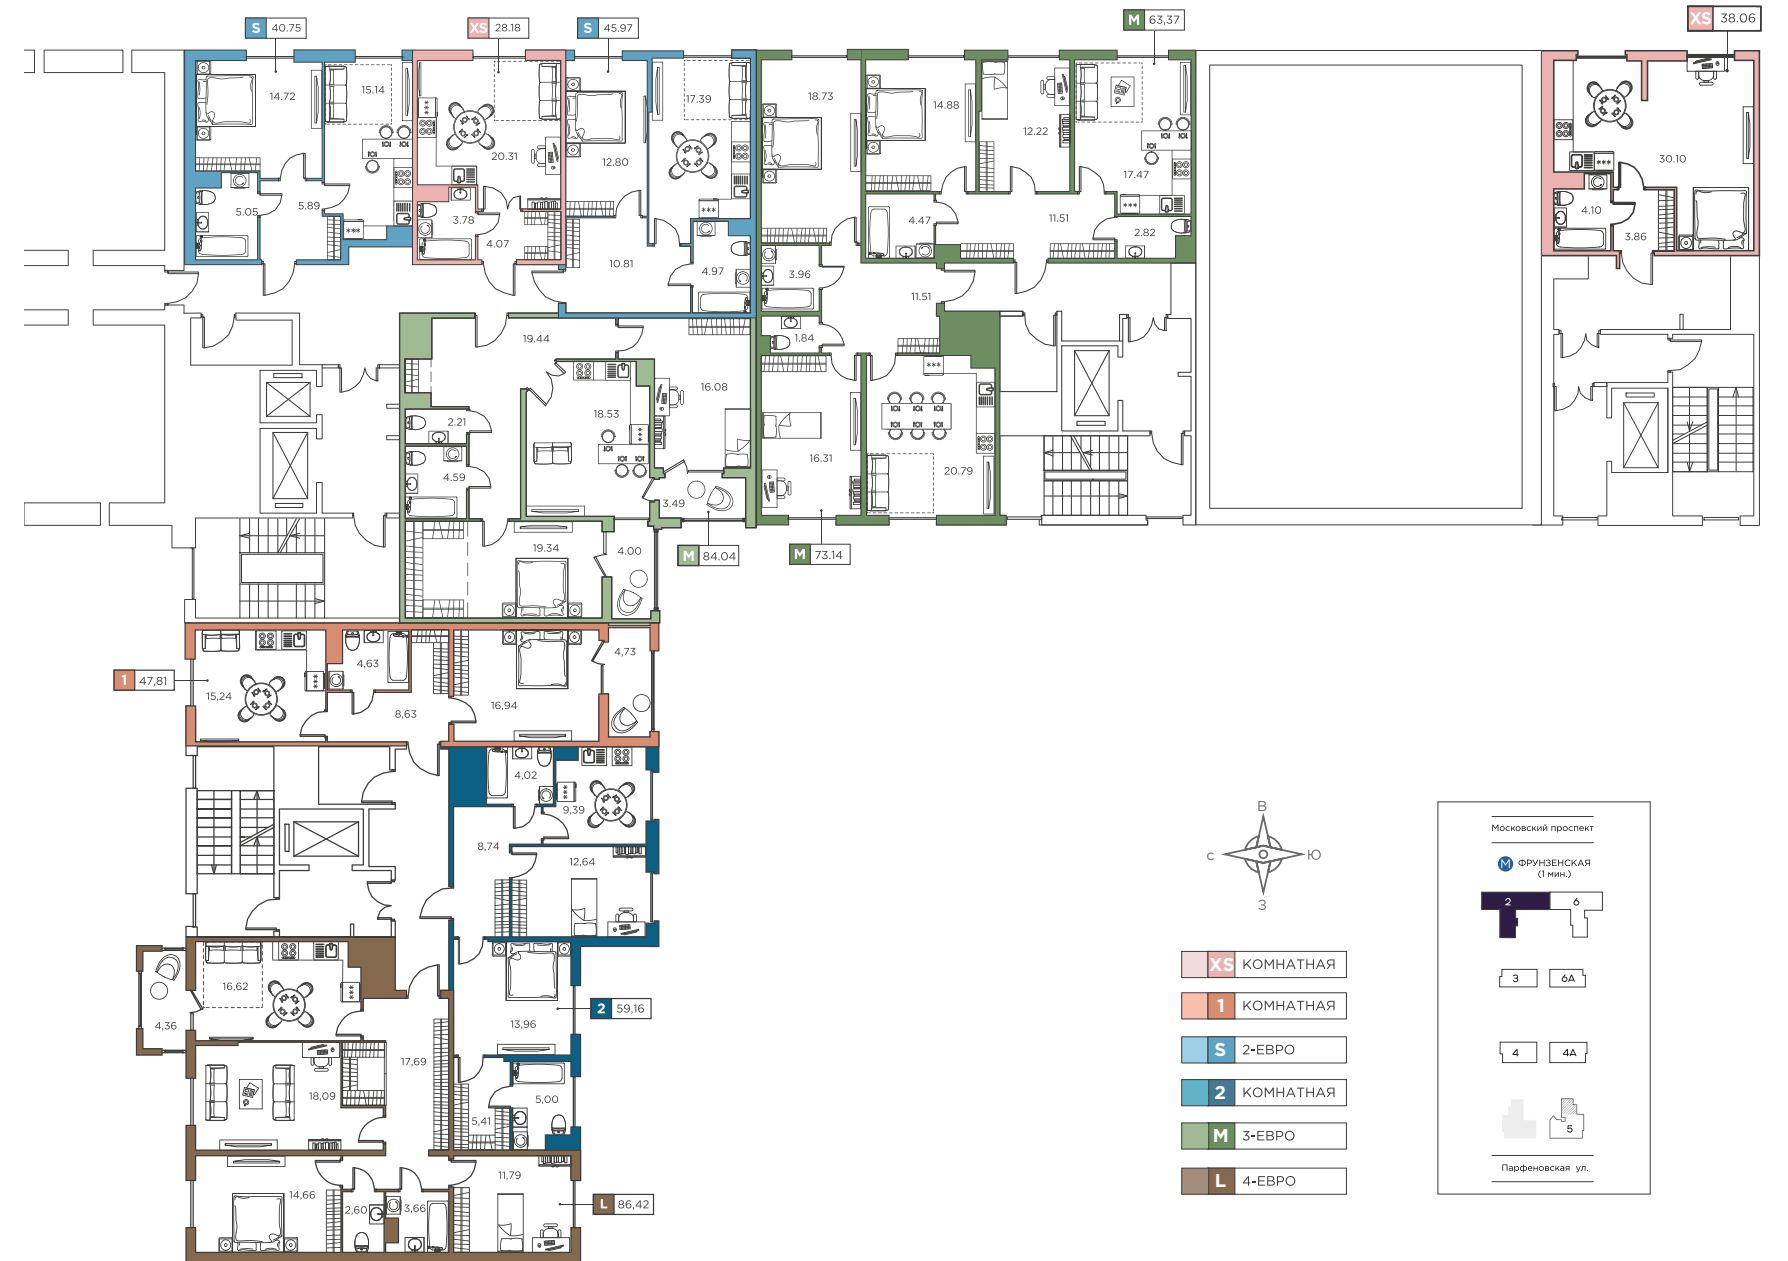 S 40.75
XS 28.18
S 45.97
M 63,37
XS 38.06
14.72
15.14
20.31
12.80
17.39
18.73
14.88
12.22
17.47
30.10
5.05
5.89
3.78
4.07
10.81
4.97
3.96
4.47
11.51
2.82
4.10
3.86
11.51
1.84
19.44
16.08
18.53
2.21
4.59
3.49
16.31
20.79
19.34
4.00
M 84.04
M 73.14
1 47,81
15,24
4,63
8,63
16,94
4,73
4,02
9,39
8,74
12,64
16,62
4,36
17,69
18,09
13,96
2 59,16
5,00
5,41
14,66
2,60
3,66
11,79
L 86,42
В
С
Ю
З
XS КОМНАТНАЯ
1 КОМНАТНАЯ
S 2-ЕВРО
2 КОМНАТНАЯ
M 3-ЕВРО
L 4-ЕВРО
Московский проспект
М ФРУНЗЕНСКАЯ
(1 мин.)
2
6
3
6А
4
4А
5
Парфеновская ул.